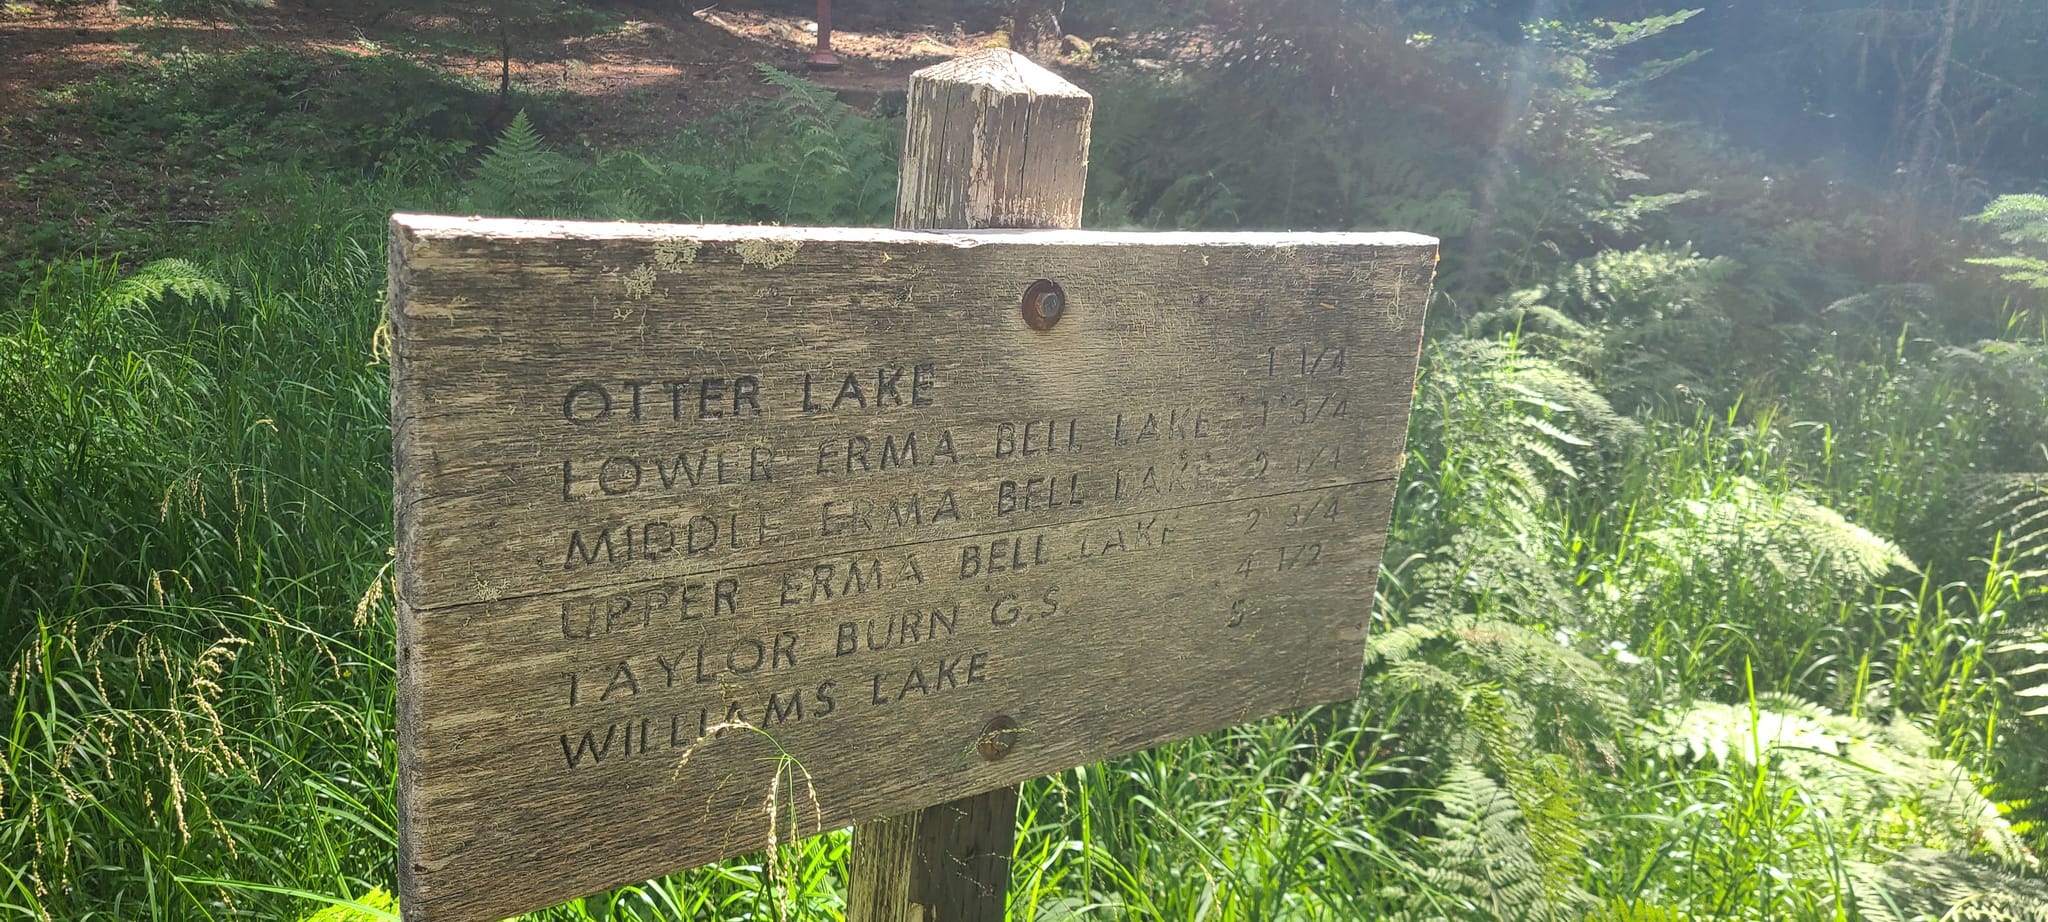 OTTER LAKE 1 1/4
LOWER ERMA BELL LAKE 1 3/4
MIDDLE ERMA BELL LAKE 2 1/4
UPPER ERMA BELL LAKE 2 3/4
TAYLOR BURN G.S. 4 1/2
WILLIAMS LAKE 5